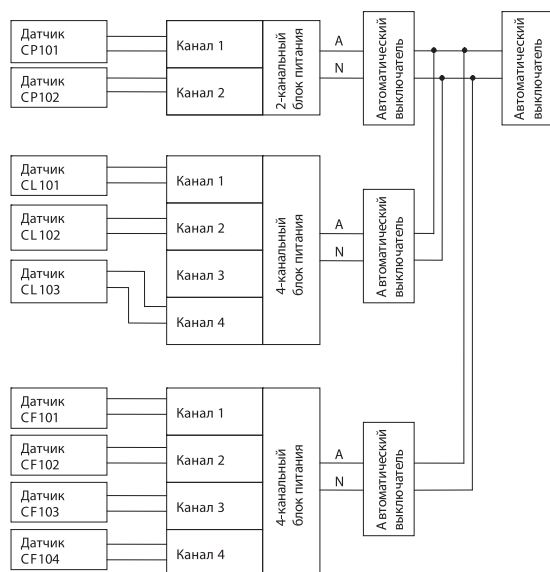 Датчик
CP101
Датчик
CP102
Канал 1
Канал 2
2-канальный
блок питания
A
N
Автоматический
выключатель
Автоматический
выключатель
Датчик
CL101
Датчик
CL102
Датчик
CL103
Канал 1
Канал 2
Канал 3
Канал 4
4-канальный
блок питания
A
N
Автоматический
выключатель
Датчик
CF101
Датчик
CF102
Датчик
CF103
Датчик
CF104
Канал 1
Канал 2
Канал 3
Канал 4
4-канальный
блок питания
A
N
Автоматический
выключатель